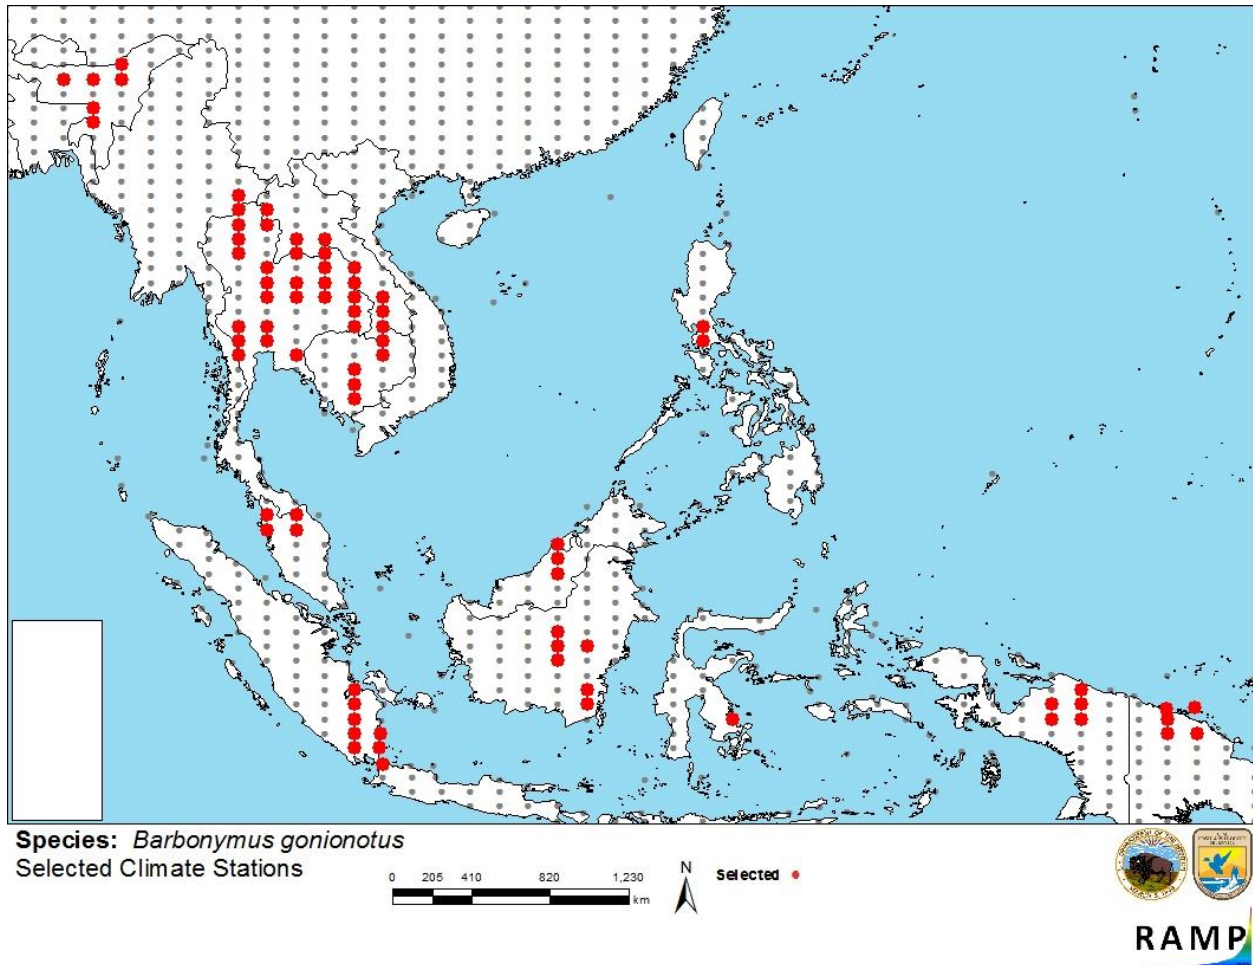 Species: Barbonymus gonionotus
Selected Climate Stations
0 205 410 820 1,230
km
N
Selected
RAMP